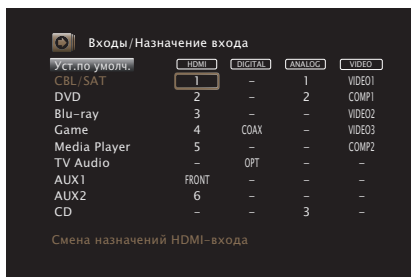 Входы/Назначение входа
Уст.по умолч. HDMI DIGITAL ANALOG VIDEO
CBL/SAT 1 – 1 VIDEO1
DVD 2 – 2 COMP1
Blu-ray 3 – – VIDEO2
Game 4 COAX – VIDEO3
Media Player 5 – – COMP2
TV Audio – OPT – –
AUX1 FRONT – – –
AUX2 6 – – –
CD – – 3 –
Смена назначений HDMI-входа